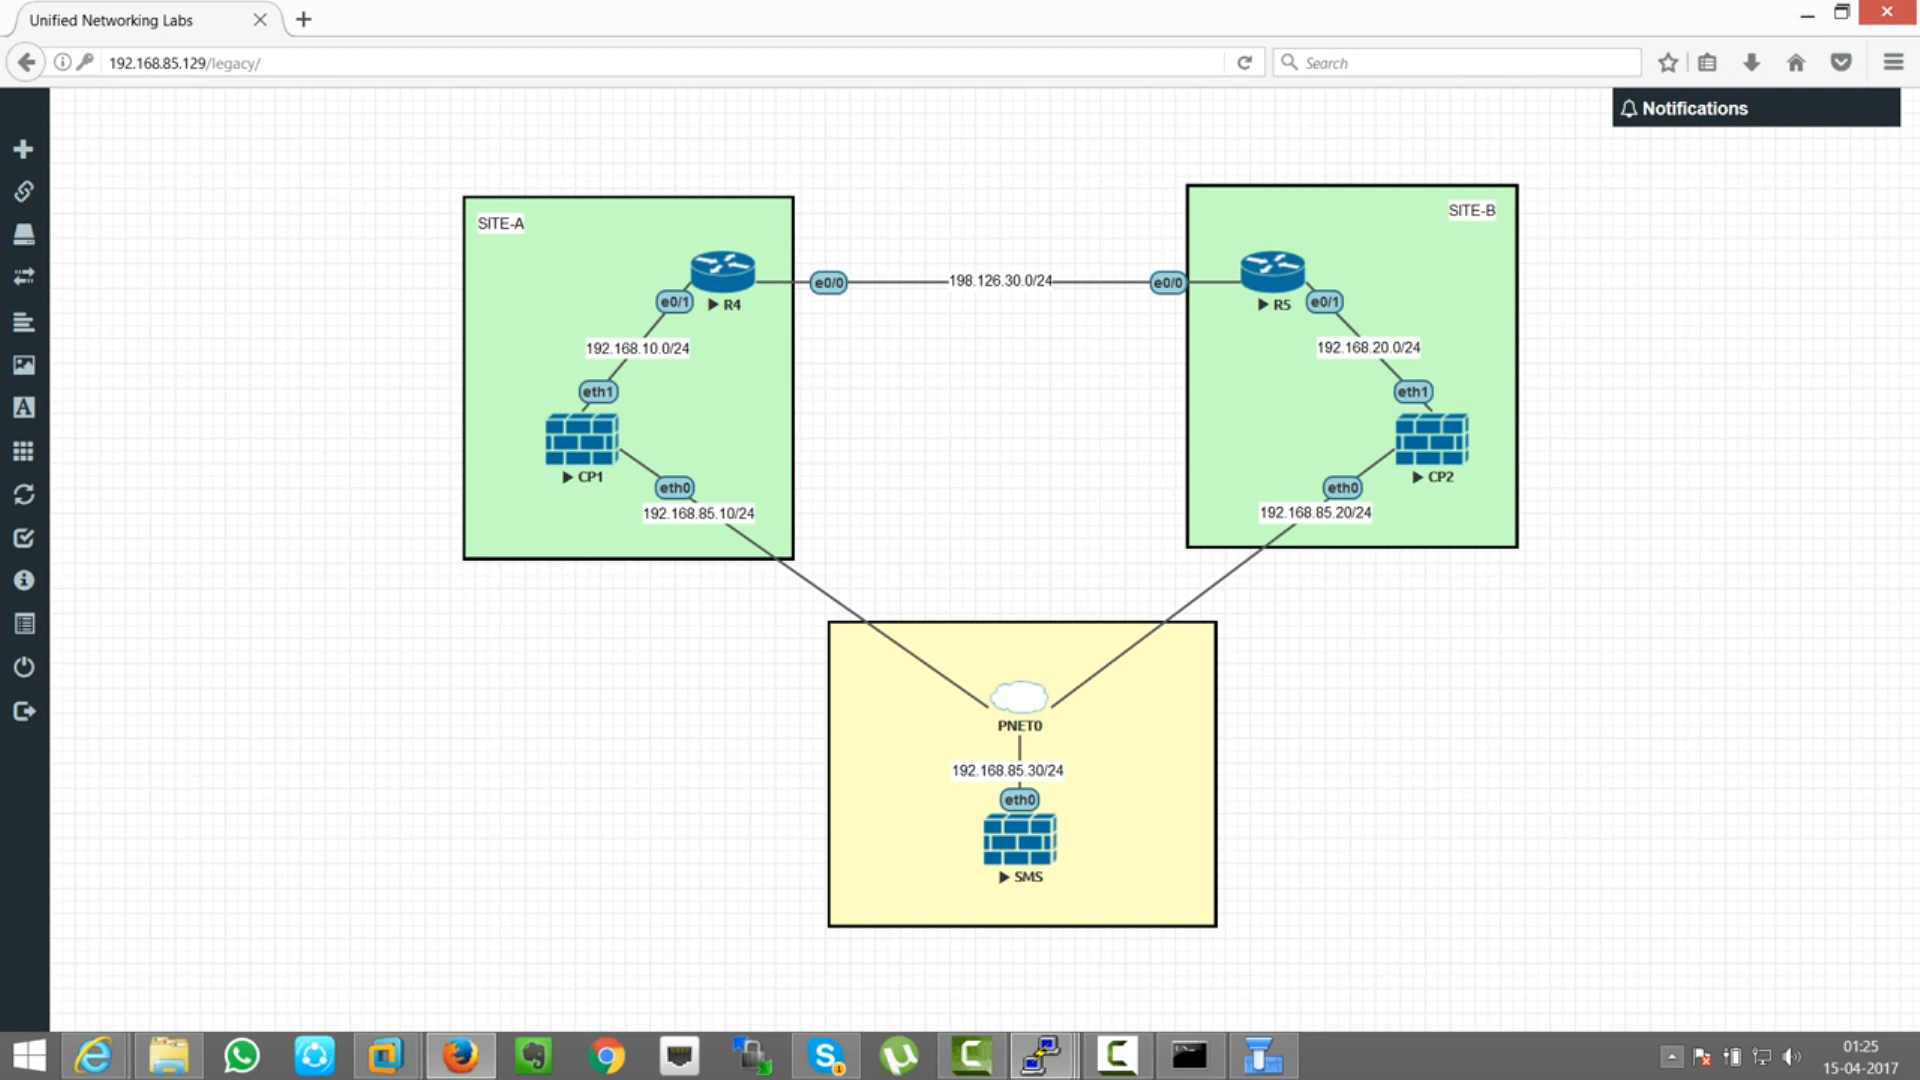 Unified Networking Labs
192.168.85.129/legacy/
Search
Notifications
SITE-A
SITE-B
R4
e0/0
198.126.30.0/24
e0/0
R5
e0/1
e0/1
192.168.10.0/24
192.168.20.0/24
eth1
eth1
CP1
CP2
eth0
eth0
192.168.85.10/24
192.168.85.20/24
PNET0
192.168.85.30/24
eth0
SMS
01:25
15-04-2017